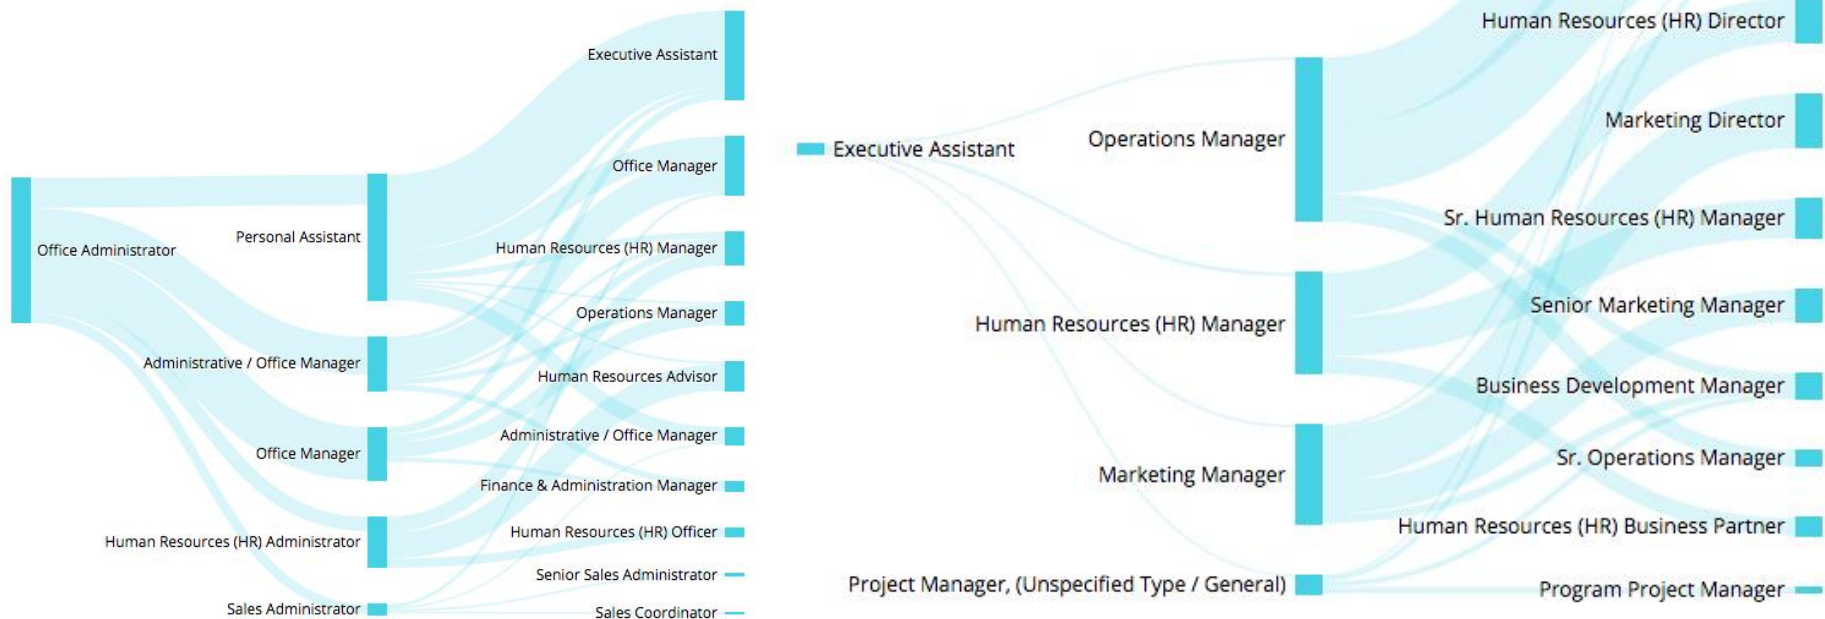 Office Administrator
Personal Assistant
Administrative / Office Manager
Office Manager
Human Resources (HR) Administrator
Sales Administrator
Executive Assistant
Office Manager
Human Resources (HR) Manager
Operations Manager
Human Resources Advisor
Administrative / Office Manager
Finance & Administration Manager
Human Resources (HR) Officer
Senior Sales Administrator
Sales Coordinator
Executive Assistant
Operations Manager
Human Resources (HR) Manager
Marketing Manager
Project Manager, (Unspecified Type / General)
Human Resources (HR) Director
Marketing Director
Sr. Human Resources (HR) Manager
Senior Marketing Manager
Business Development Manager
Sr. Operations Manager
Human Resources (HR) Business Partner
Program Project Manager